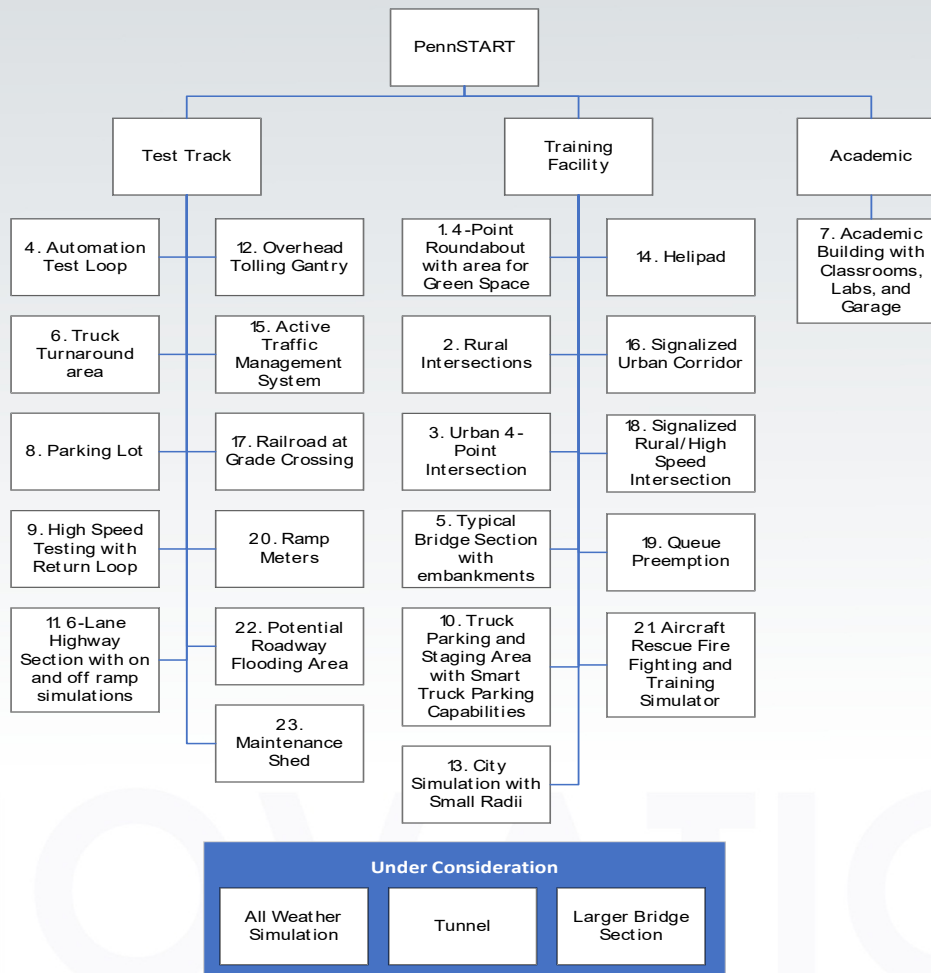 PennSTART
Test Track
Training
Facility
Academic
4. Automation
Test Loop
12. Overhead
Tolling Gantry
6. Truck
Turnaround
area
15. Active
Traffic
Management
System
8. Parking Lot
17. Railroad at
Grade Crossing
9. High Speed
Testing with
Return Loop
20. Ramp
Meters
11. 6-Lane
Highway
Section with on
and off ramp
simulations
22. Potential
Roadway
Flooding Area
23.
Maintenance
Shed
1. 4-Point
Roundabout
with area for
Green Space
14. Helipad
2. Rural
Intersections
16. Signalized
Urban Corridor
3. Urban 4-
Point
Intersection
18. Signalized
Rural/High
Speed
Intersection
5. Typical
Bridge Section
with
embankments
19. Queue
Preemption
10. Truck
Parking and
Staging Area
with Smart
Truck Parking
Capabilities
21. Aircraft
Rescue Fire
Fighting and
Training
Simulator
13. City
Simulation with
Small Radii
7. Academic
Building with
Classrooms,
Labs, and
Garage
Under Consideration
All Weather
Simulation
Tunnel
Larger Bridge
Section